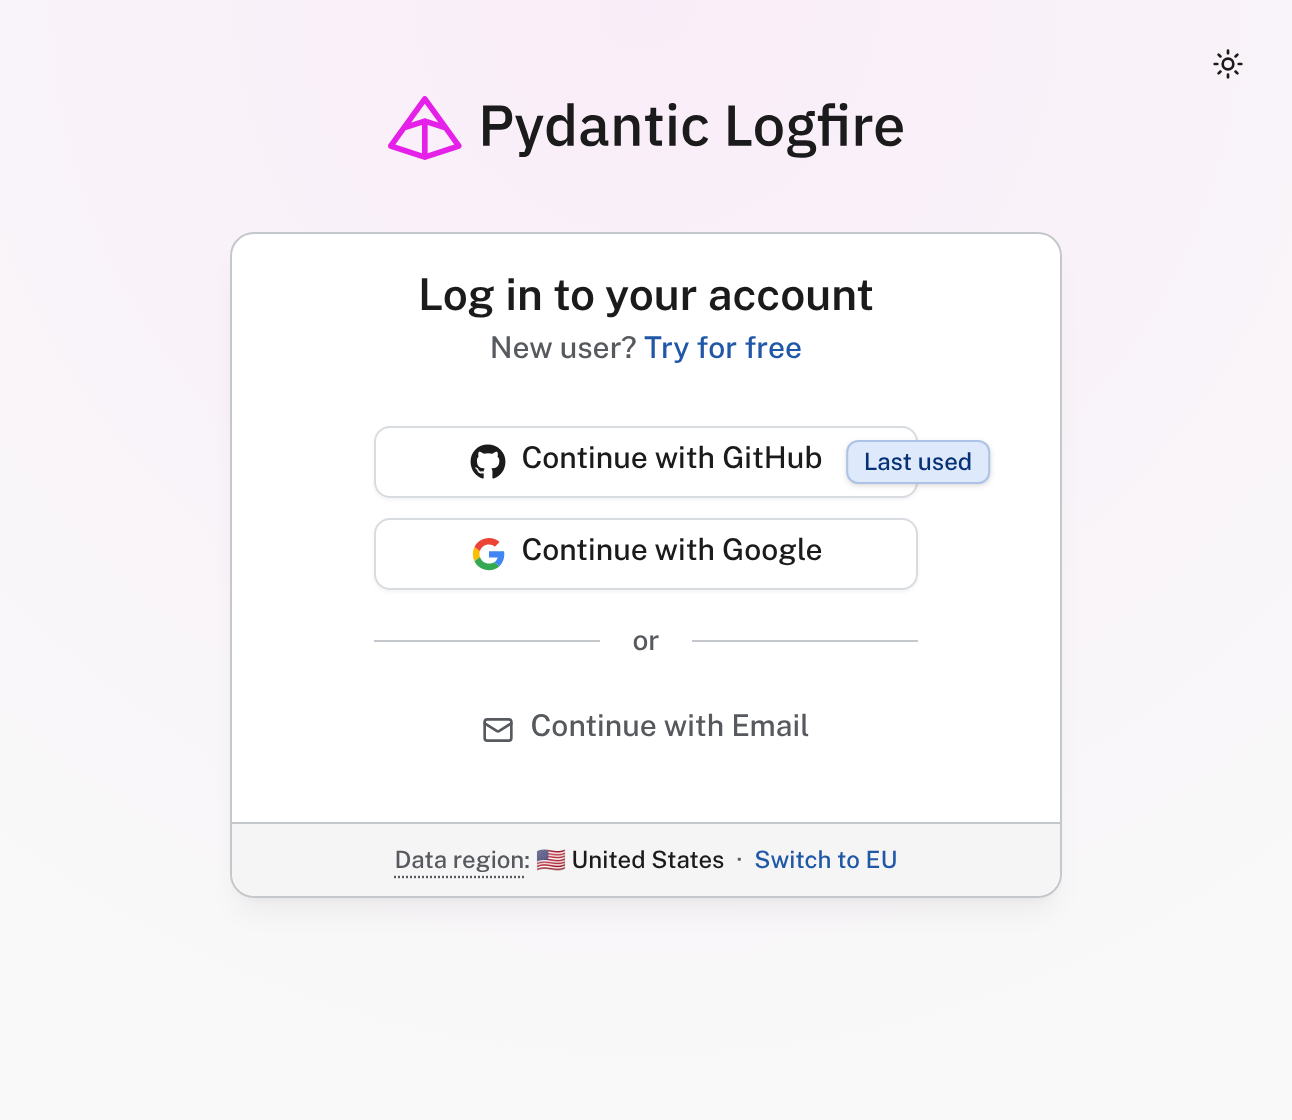 Pydantic Logfire
Log in to your account
New user? Try for free
Continue with GitHub
Last used
Continue with Google
or
Continue with Email
Data region: 🇺🇸 United States · Switch to EU